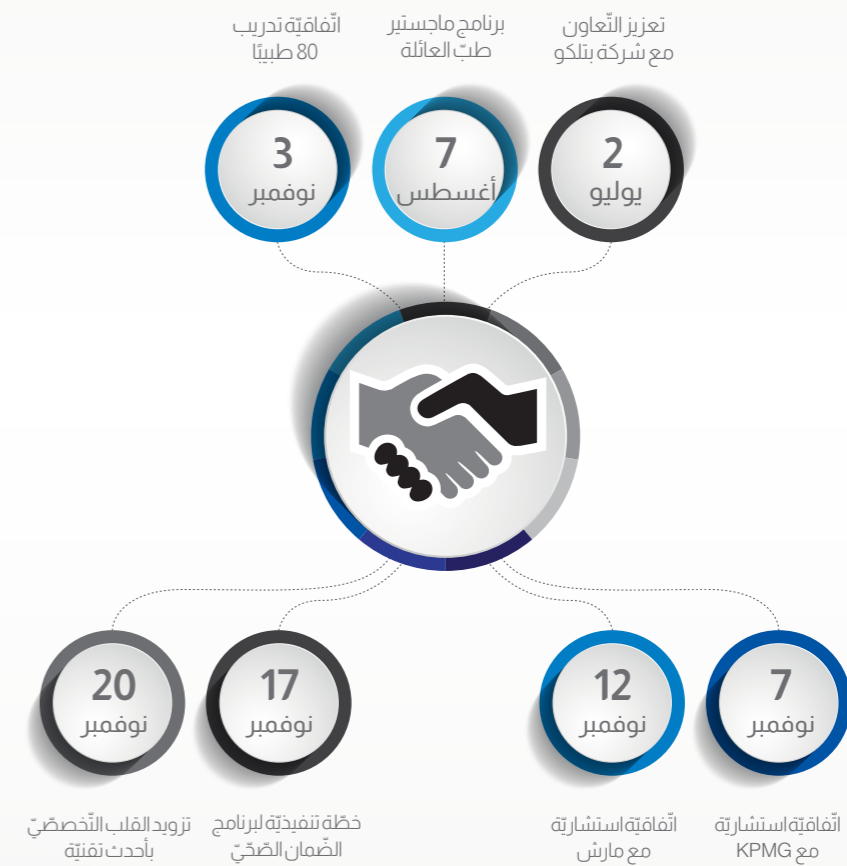 تعزيز التّعاون
مع شركة بتلكو
2
يوليو
برنامج ماجستير
طبّ العائلة
7
أغسطس
اتّفاقيّة تدريب
80 طبيبًا
3
نوفمبر
7
نوفمبر
اتّفاقيّة استشاريّة
مع KPMG
12
نوفمبر
اتّفاقيّة استشاريّة
مع مارش
17
نوفمبر
خطّة تنفيذيّة لبرنامج
الضّمان الصّحّيّ
20
نوفمبر
تزويد القلب التّخصصّيّ
بأحدث تقنيّة